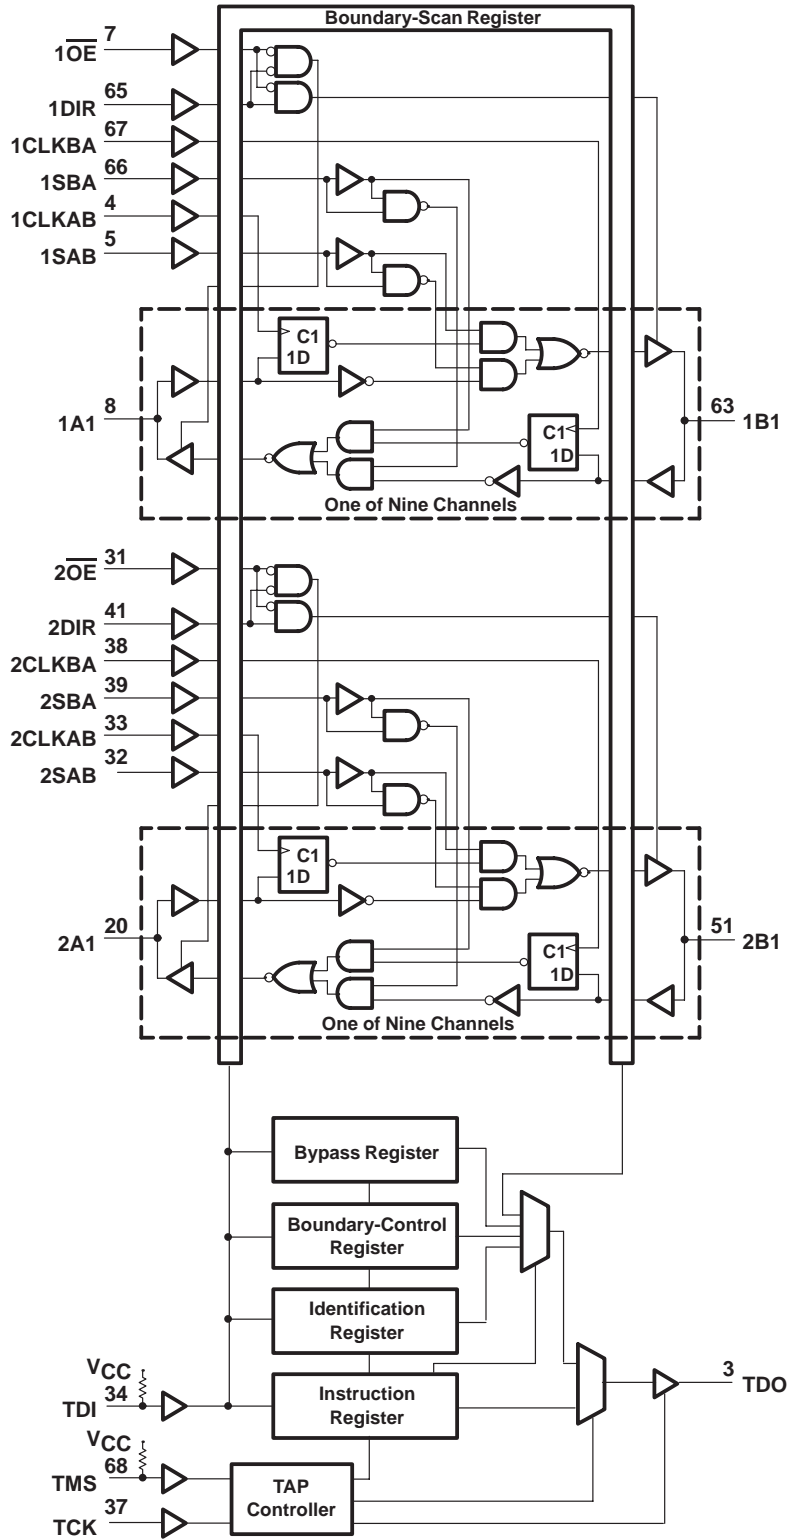 Boundary-Scan Register
7
1O̅E̅
65
1DIR
67
1CLKBA
66
1SBA
4
1CLKAB
5
1SAB
C1
1D
8
1A1
63
1B1
C1
1D
One of Nine Channels
31
2O̅E̅
41
2DIR
38
2CLKBA
39
2SBA
33
2CLKAB
32
2SAB
C1
1D
20
2A1
51
2B1
C1
1D
One of Nine Channels
Bypass Register
Boundary-Control
Register
Identification
Register
VCC
34
TDI
Instruction
Register
3
TDO
VCC
68
TMS
TAP
Controller
37
TCK